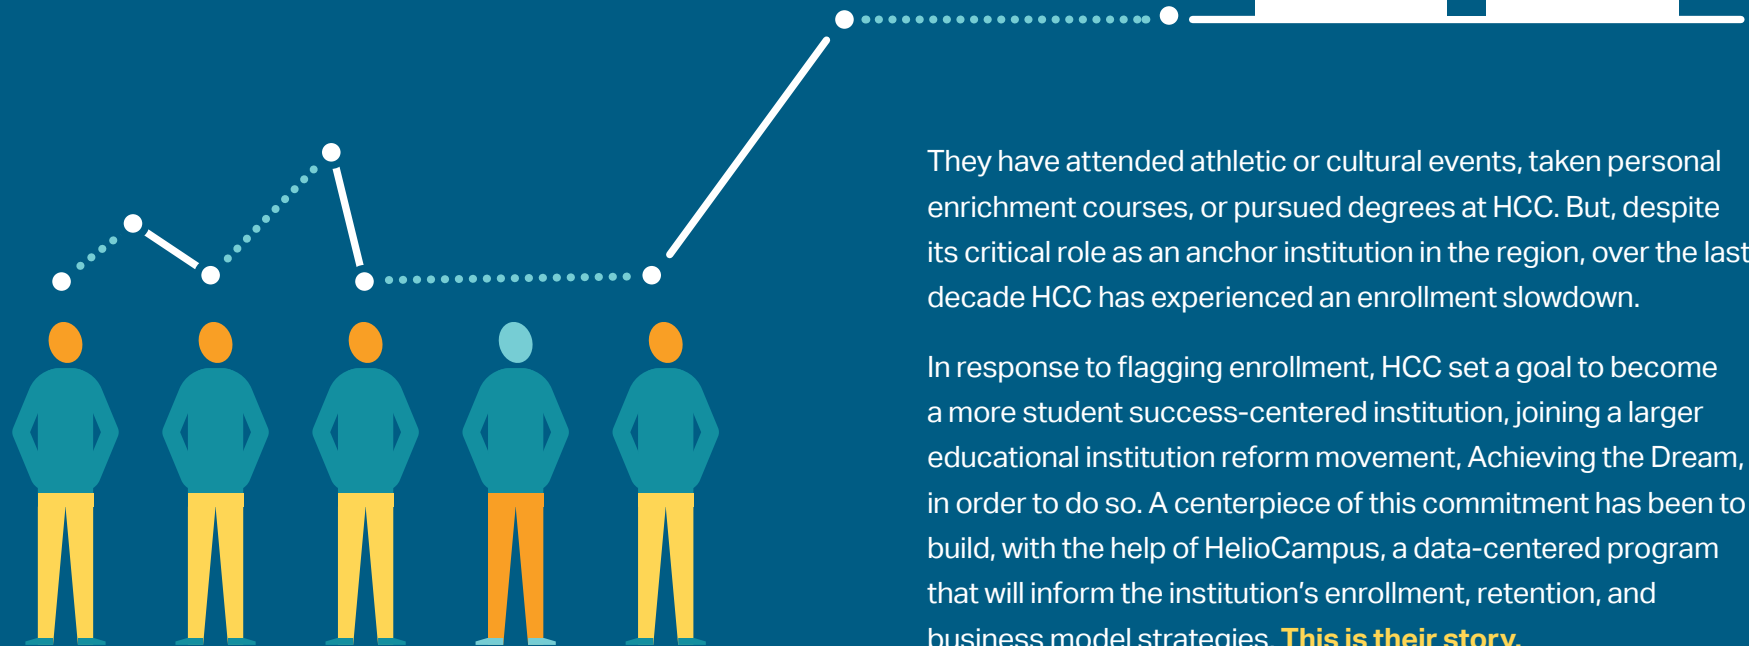 They have attended athletic or cultural events, taken personal
enrichment courses, or pursued degrees at HCC. But, despite
its critical role as an anchor institution in the region, over the last
decade HCC has experienced an enrollment slowdown.
In response to flagging enrollment, HCC set a goal to become
a more student success-centered institution, joining a larger
educational institution reform movement, Achieving the Dream,
in order to do so. A centerpiece of this commitment has been to
build, with the help of HelioCampus, a data-centered program
that will inform the institution’s enrollment, retention, and
business model strategies. This is their story.